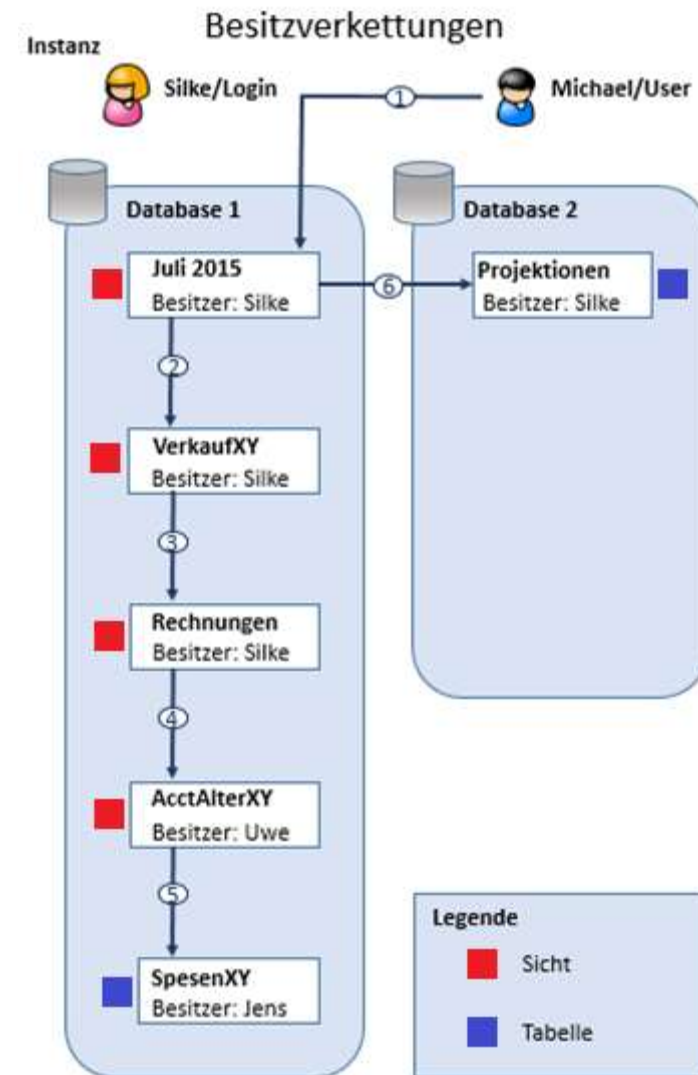 Besitzverkettungen
Instanz
Silke/Login
1
Michael/User
Database 1
Database 2
Juli 2015
Besitzer: Silke
6
Projektionen
Besitzer: Silke
2
VerkaufXY
Besitzer: Silke
3
Rechnungen
Besitzer: Silke
4
AcctAlterXY
Besitzer: Uwe
5
SpesenXY
Besitzer: Jens
Legende
Sicht
Tabelle